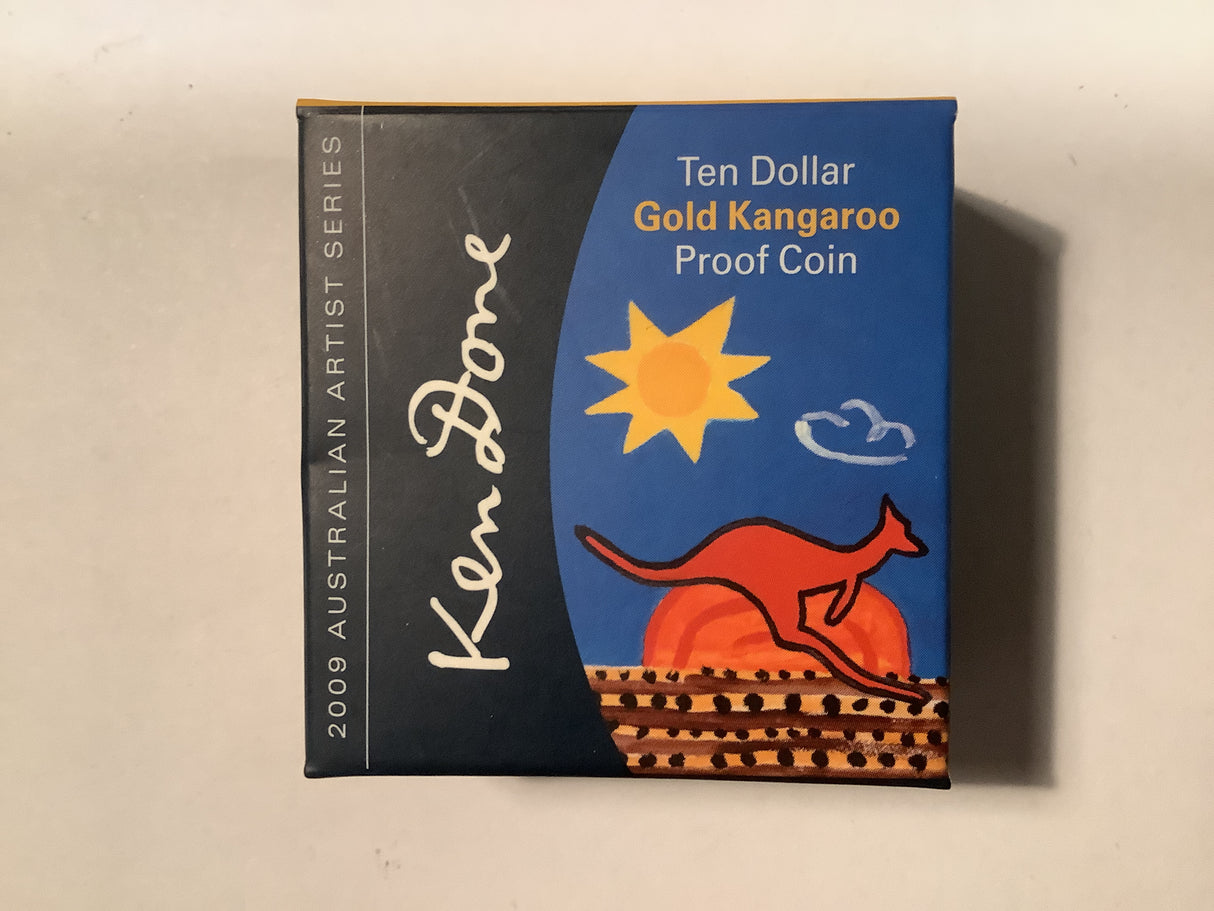 2009 AUSTRALIAN ARTIST SERIES
Ken Done
Ten Dollar
Gold Kangaroo
Proof Coin